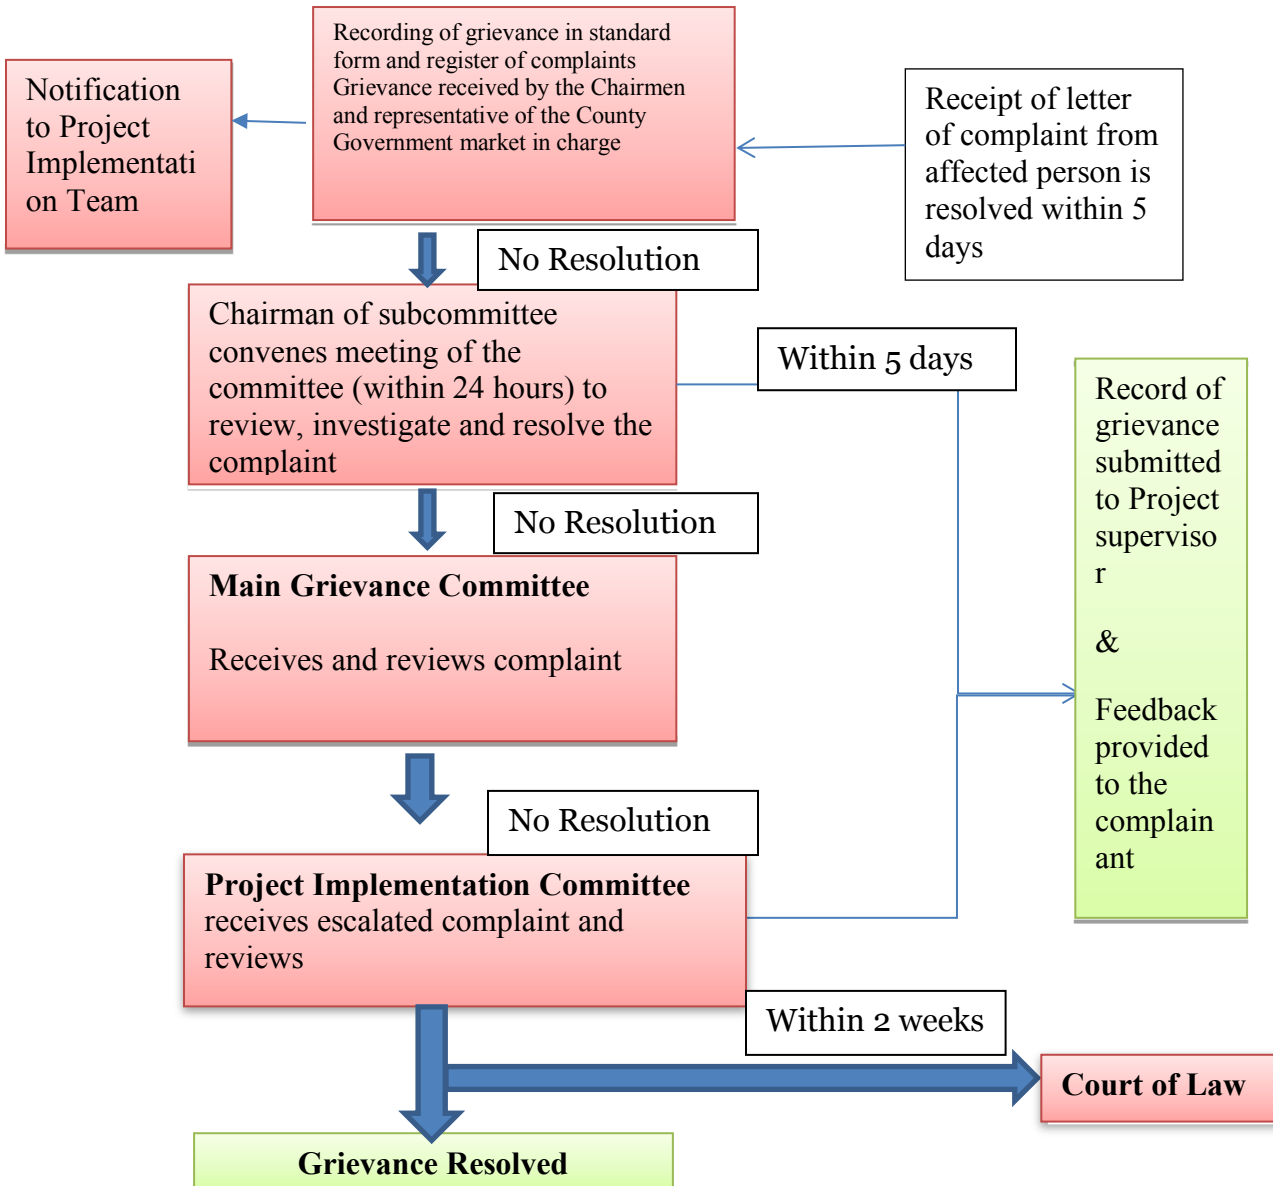 Recording of grievance in standard
form and register of complaints
Grievance received by the Chairmen
and representative of the County
Government market in charge
Notification
to Project
Implementati
on Team
Receipt of letter
of complaint from
affected person is
resolved within 5
days
No Resolution
Chairman of subcommittee
convenes meeting of the
committee (within 24 hours) to
review, investigate and resolve the
complaint
Within 5 days
Record of
grievance
submitted
to Project
superviso
r
&
Feedback
provided
to the
complain
ant
No Resolution
Main Grievance Committee
Receives and reviews complaint
No Resolution
Project Implementation Committee
receives escalated complaint and
reviews
Within 2 weeks
Court of Law
Grievance Resolved